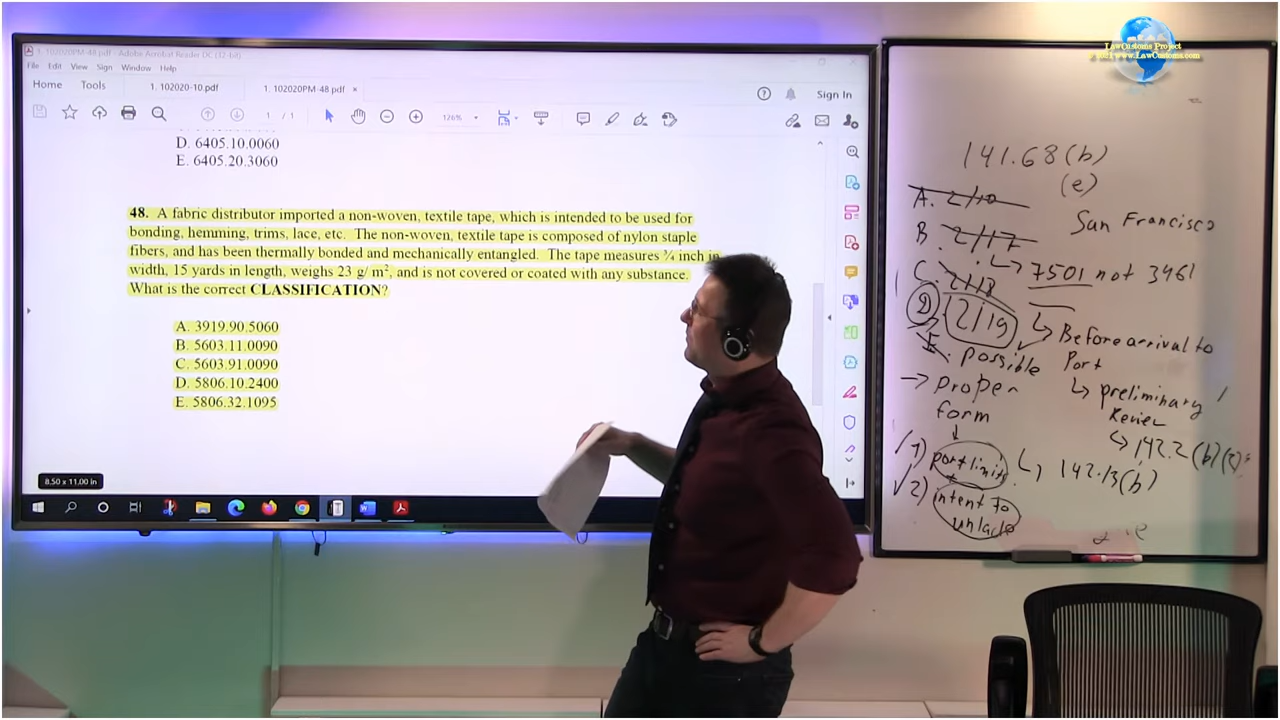 1. 102020PM-48.pdf - Adobe Acrobat Reader DC (32-bit)
File Edit View Sign Window Help
Home Tools 1. 102020-10.pdf 1. 102020PM-48.pdf × Sign In
1 / 1 126%
D. 6405.10.0060
E. 6405.20.3060
48. A fabric distributor imported a non-woven, textile tape, which is intended to be used for
bonding, hemming, trims, lace, etc. The non-woven, textile tape is composed of nylon staple
fibers, and has been thermally bonded and mechanically entangled. The tape measures ¾ inch in
width, 15 yards in length, weighs 23 g/ m², and is not covered or coated with any substance.
What is the correct CLASSIFICATION?
A. 3919.90.5060
B. 5603.11.0090
C. 5603.91.0090
D. 5806.10.2400
E. 5806.32.1095
8.50 x 11.00 in
LawCustoms Project
2021 www.LawCustoms.com
141.68(b)
(e)
A. 2/10
San Francisco
B. 2/17
7501 not 3461
C. 2/18
D 2/19
Before arrival to
Port
E. possible
proper
form
preliminary
Review
142.2(b)
1) port limits
142.13(b)
2) intent to
unlade